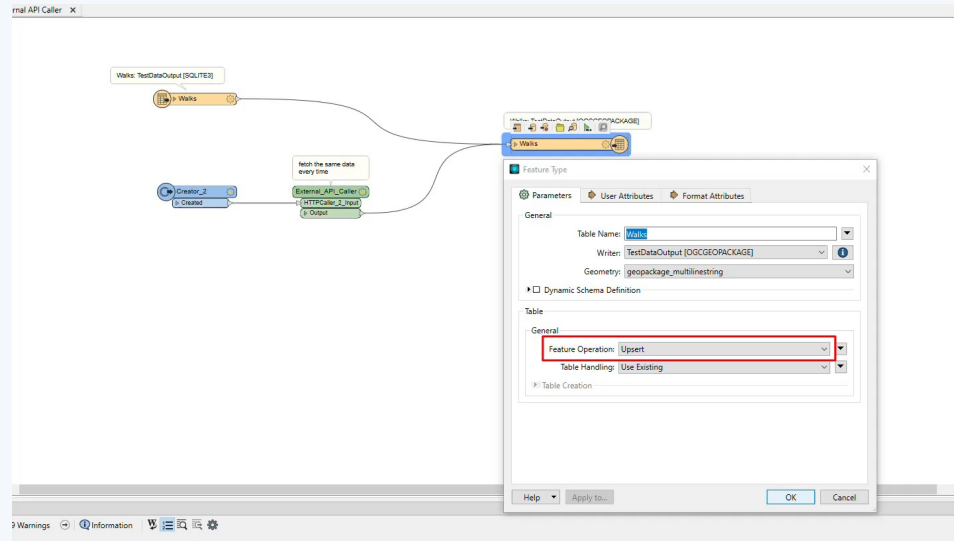 rnal API Caller X
Walks: TestDataOutput [SQLITE3]
Walks
fetch the same data
every time
Creator_2
Created
External_API_Caller
HTTPCaller_2_Input
Output
Walks
Feature Type
Parameters User Attributes Format Attributes
General
Table Name: Walks
Writer: TestDataOutput [OGCGEOPACKAGE]
Geometry: geopackage_multilinestring
Dynamic Schema Definition
Table
General
Feature Operation: Upsert
Table Handling: Use Existing
Table Creation
Help Apply to... OK Cancel
9 Warnings Information